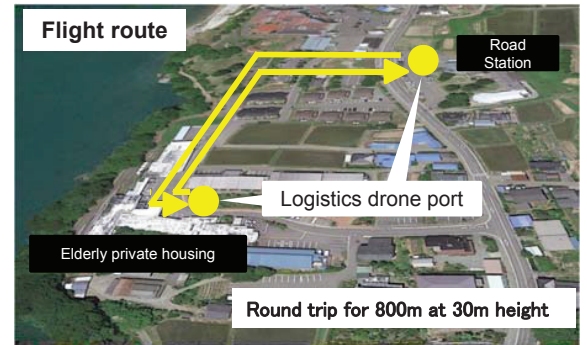 Flight route
Road
Station
Logistics drone port
Elderly private housing
Round trip for 800m at 30m height